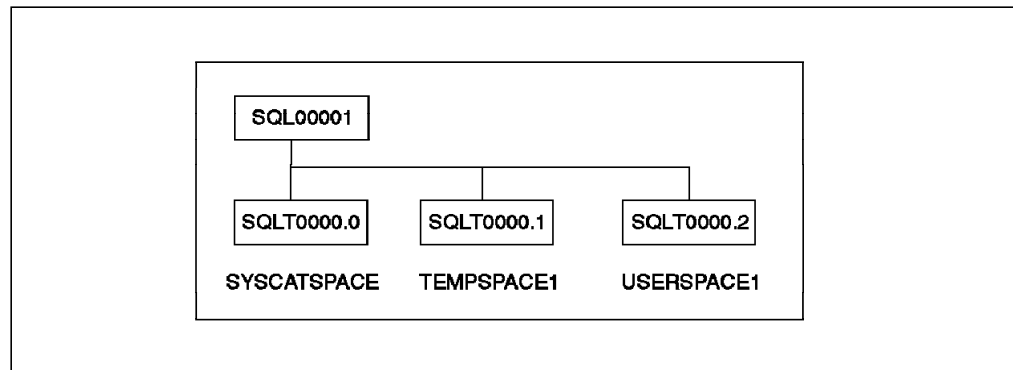 SQL00001
SQLT0000.0 SQLT0000.1 SQLT0000.2
SYSCATSPACE TEMPSPACE1 USERSPACE1